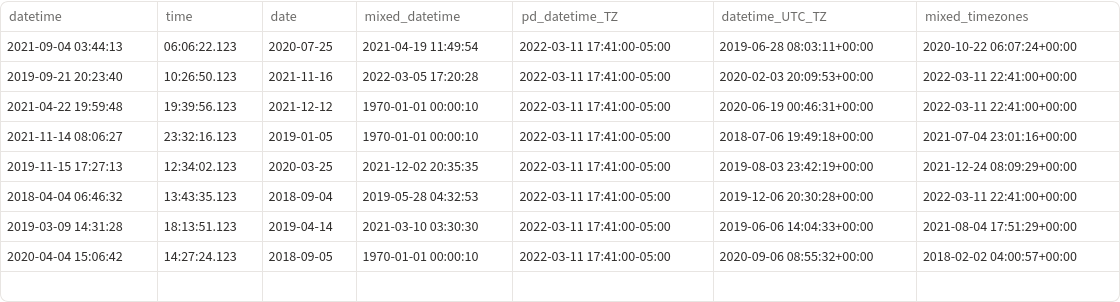 datetime time date mixed_datetime pd_datetime_TZ datetime_UTC_TZ mixed_timezones
2021-09-04 03:44:13 06:06:22.123 2020-07-25 2021-04-19 11:49:54 2022-03-11 17:41:00-05:00 2019-06-28 08:03:11+00:00 2020-10-22 06:07:24+00:00
2019-09-21 20:23:40 10:26:50.123 2021-11-16 2022-03-05 17:20:28 2022-03-11 17:41:00-05:00 2020-02-03 20:09:53+00:00 2022-03-11 22:41:00+00:00
2021-04-22 19:59:48 19:39:56.123 2021-12-12 1970-01-01 00:00:10 2022-03-11 17:41:00-05:00 2020-06-19 00:46:31+00:00 2022-03-11 22:41:00+00:00
2021-11-14 08:06:27 23:32:16.123 2019-01-05 1970-01-01 00:00:10 2022-03-11 17:41:00-05:00 2018-07-06 19:49:18+00:00 2021-07-04 23:01:16+00:00
2019-11-15 17:27:13 12:34:02.123 2020-03-25 2021-12-02 20:35:35 2022-03-11 17:41:00-05:00 2019-08-03 23:42:19+00:00 2021-12-24 08:09:29+00:00
2018-04-04 06:46:32 13:43:35.123 2018-09-04 2019-05-28 04:32:53 2022-03-11 17:41:00-05:00 2019-12-06 20:30:28+00:00 2022-03-11 22:41:00+00:00
2019-03-09 14:31:28 18:13:51.123 2019-04-14 2021-03-10 03:30:30 2022-03-11 17:41:00-05:00 2019-06-06 14:04:33+00:00 2021-08-04 17:51:29+00:00
2020-04-04 15:06:42 14:27:24.123 2018-09-05 1970-01-01 00:00:10 2022-03-11 17:41:00-05:00 2020-09-06 08:55:32+00:00 2018-02-02 04:00:57+00:00